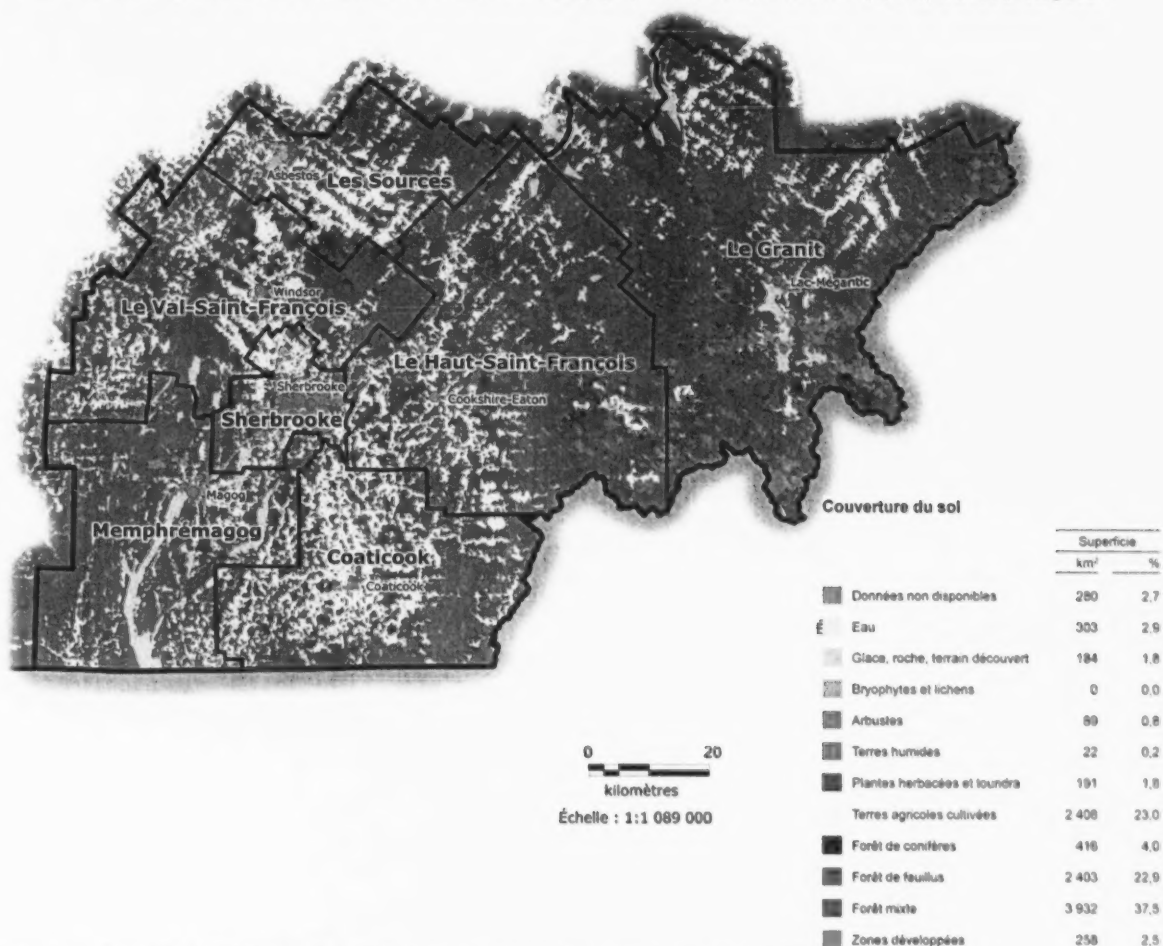 Asbestos
Les Sources
Le Granit
Lac-Mégantic
Windsor
Le Val-Saint-François
Le Haut-Saint-François
Sherbrooke
Cookshire-Eaton
Sherbrooke
Magog
Memphrémagog
Coaticook
Coaticook
Couverture du sol
Superficie
km² %
Données non disponibles 280 2,7
Eau 303 2,9
Glace, roche, terrain découvert 184 1,8
Bryophytes et lichens 0 0,0
Arbustes 89 0,8
Terres humides 22 0,2
Plantes herbacées et toundra 191 1,8
Terres agricoles cultivées 2 408 23,0
Forêt de conifères 416 4,0
Forêt de feuillus 2 403 22,9
Forêt mixte 3 932 37,5
Zones développées 258 2,5
0 20
kilomètres
Échelle : 1:1 089 000